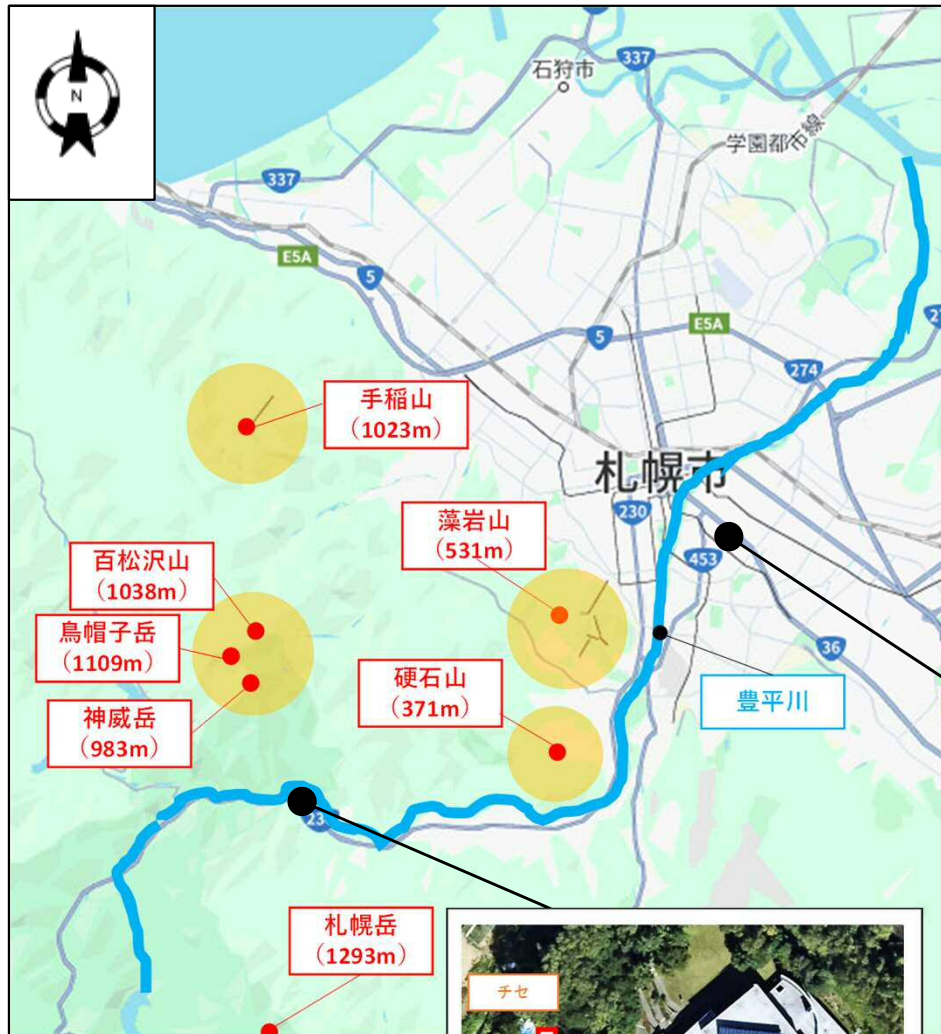 N
337
石狩市
学園都市線
337
E5A
5
5
E5A
274
27
手稲山
(1023m)
札幌市
230
藻岩山
(531m)
453
百松沢山
(1038m)
烏帽子岳
(1109m)
神威岳
(983m)
硬石山
(371m)
36
豊平川
23
札幌岳
(1293m)
チセ